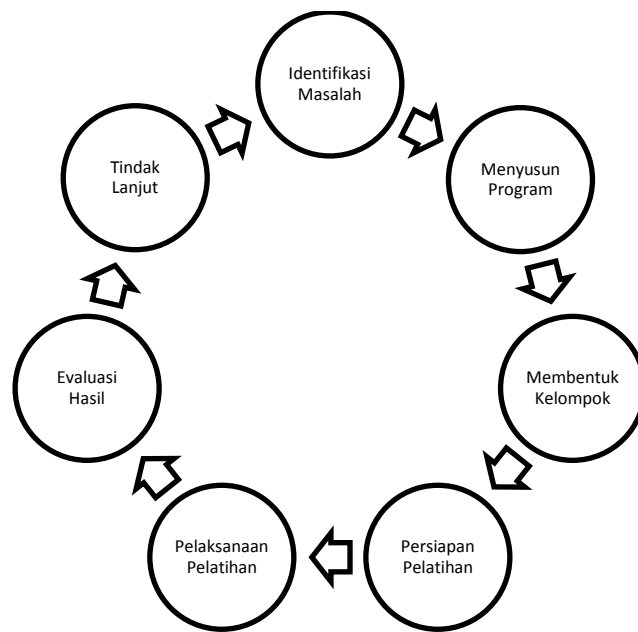 Identifikasi
Masalah
Menyusun
Program
Membentuk
Kelompok
Persiapan
Pelatihan
Pelaksanaan
Pelatihan
Evaluasi
Hasil
Tindak
Lanjut